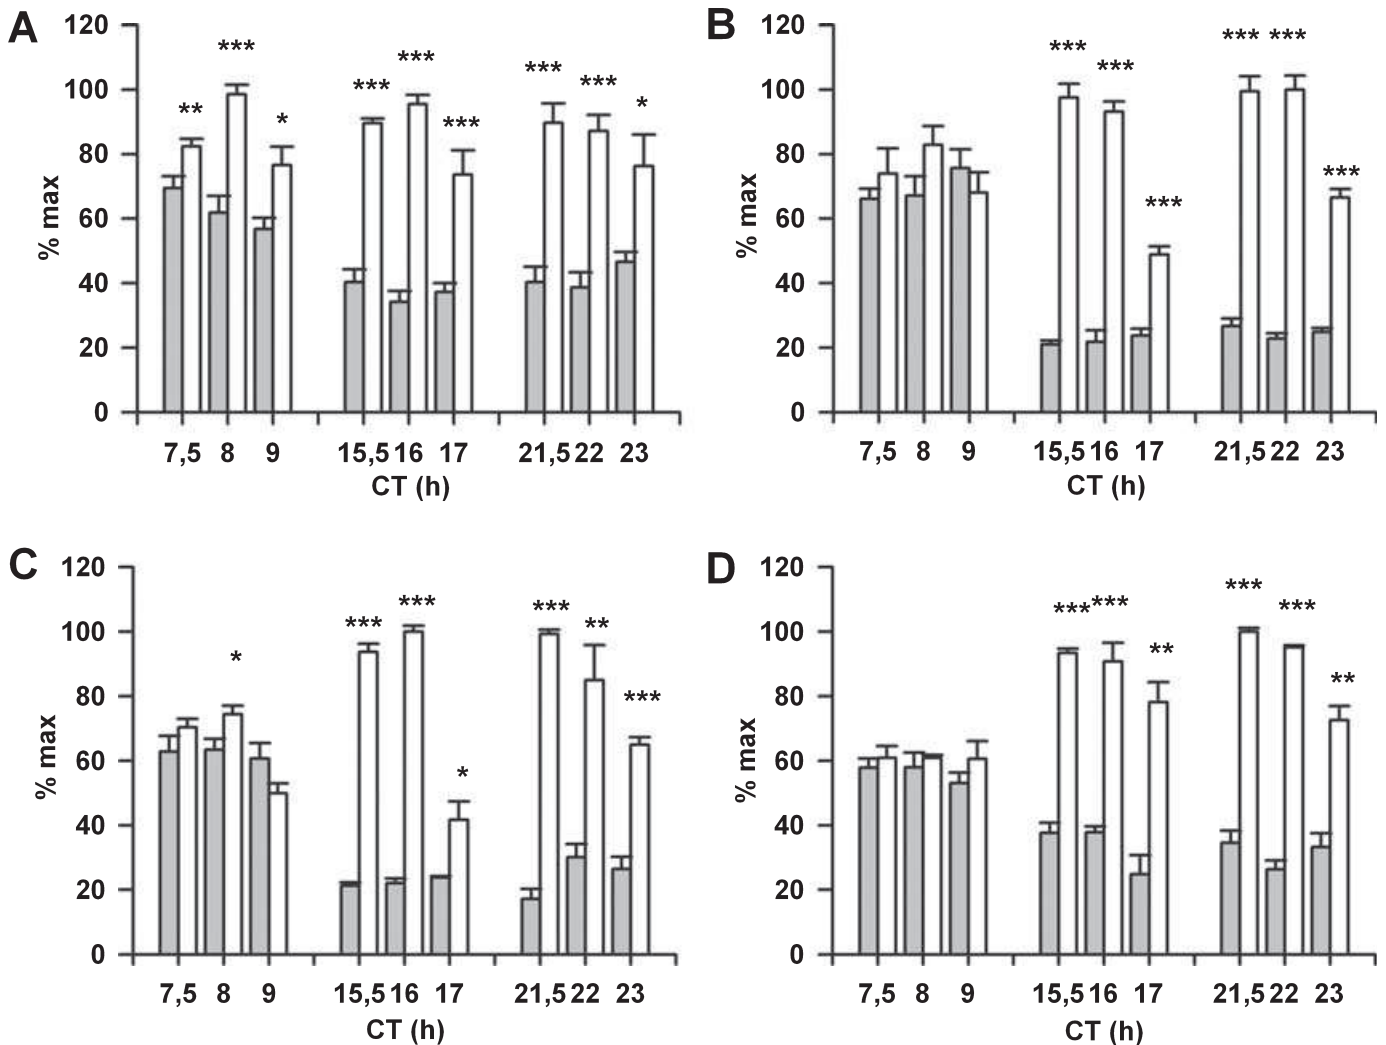 A
120
100
80
60
40
20
0
% max
** *** * *** *** *** *** *** *
7,5 8 9 15,5 16 17 21,5 22 23
CT (h)
B
120
100
80
60
40
20
0
% max
*** *** *** *** *** ***
7,5 8 9 15,5 16 17 21,5 22 23
CT (h)
C
120
100
80
60
40
20
0
% max
* *** *** * *** ** ***
7,5 8 9 15,5 16 17 21,5 22 23
CT (h)
D
120
100
80
60
40
20
0
% max
*** *** ** *** *** **
7,5 8 9 15,5 16 17 21,5 22 23
CT (h)